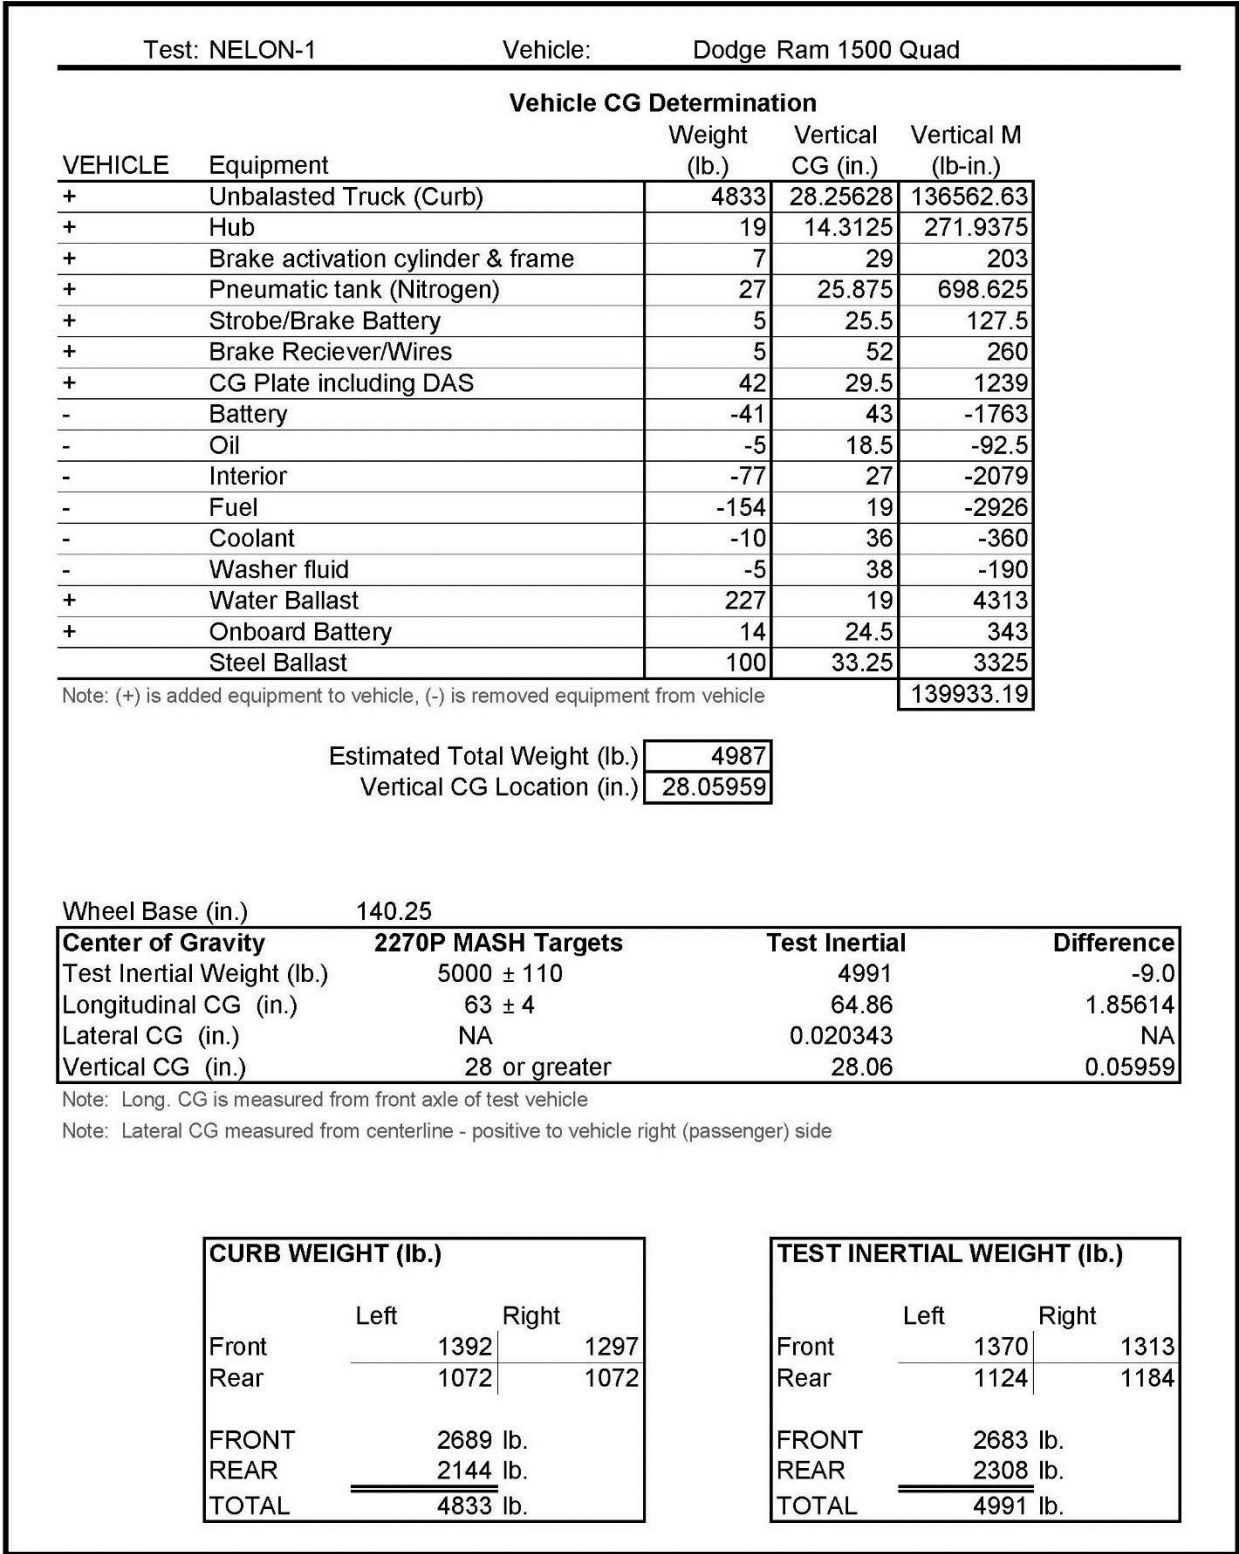 Test: NELON-1 Vehicle: Dodge Ram 1500 Quad
Vehicle CG Determination
Weight Vertical Vertical M
VEHICLE Equipment (lb.) CG (in.) (lb-in.)
+ Unbalasted Truck (Curb) 4833 28.25628 136562.63
+ Hub 19 14.3125 271.9375
+ Brake activation cylinder & frame 7 29 203
+ Pneumatic tank (Nitrogen) 27 25.875 698.625
+ Strobe/Brake Battery 5 25.5 127.5
+ Brake Reciever/Wires 5 52 260
+ CG Plate including DAS 42 29.5 1239
- Battery -41 43 -1763
- Oil -5 18.5 -92.5
- Interior -77 27 -2079
- Fuel -154 19 -2926
- Coolant -10 36 -360
- Washer fluid -5 38 -190
+ Water Ballast 227 19 4313
+ Onboard Battery 14 24.5 343
Steel Ballast 100 33.25 3325
Note: (+) is added equipment to vehicle, (-) is removed equipment from vehicle 139933.19
Estimated Total Weight (lb.) 4987
Vertical CG Location (in.) 28.05959
Wheel Base (in.) 140.25
Center of Gravity 2270P MASH Targets Test Inertial Difference
Test Inertial Weight (lb.) 5000 ± 110 4991 -9.0
Longitudinal CG (in.) 63 ± 4 64.86 1.85614
Lateral CG (in.) NA 0.020343 NA
Vertical CG (in.) 28 or greater 28.06 0.05959
Note: Long. CG is measured from front axle of test vehicle
Note: Lateral CG measured from centerline - positive to vehicle right (passenger) side
CURB WEIGHT (lb.)
Left Right
Front 1392 1297
Rear 1072 1072
FRONT 2689 lb.
REAR 2144 lb.
TOTAL 4833 lb.
TEST INERTIAL WEIGHT (lb.)
Left Right
Front 1370 1313
Rear 1124 1184
FRONT 2683 lb.
REAR 2308 lb.
TOTAL 4991 lb.